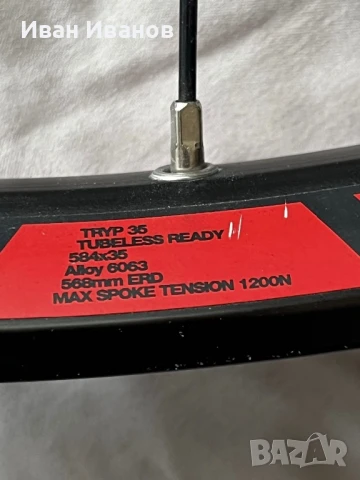 Иван Иванов
TRYP 35
TUBELESS READY
584x35
Alloy 6063
568mm ERD
MAX SPOKE TENSION 1200N
BAZAR